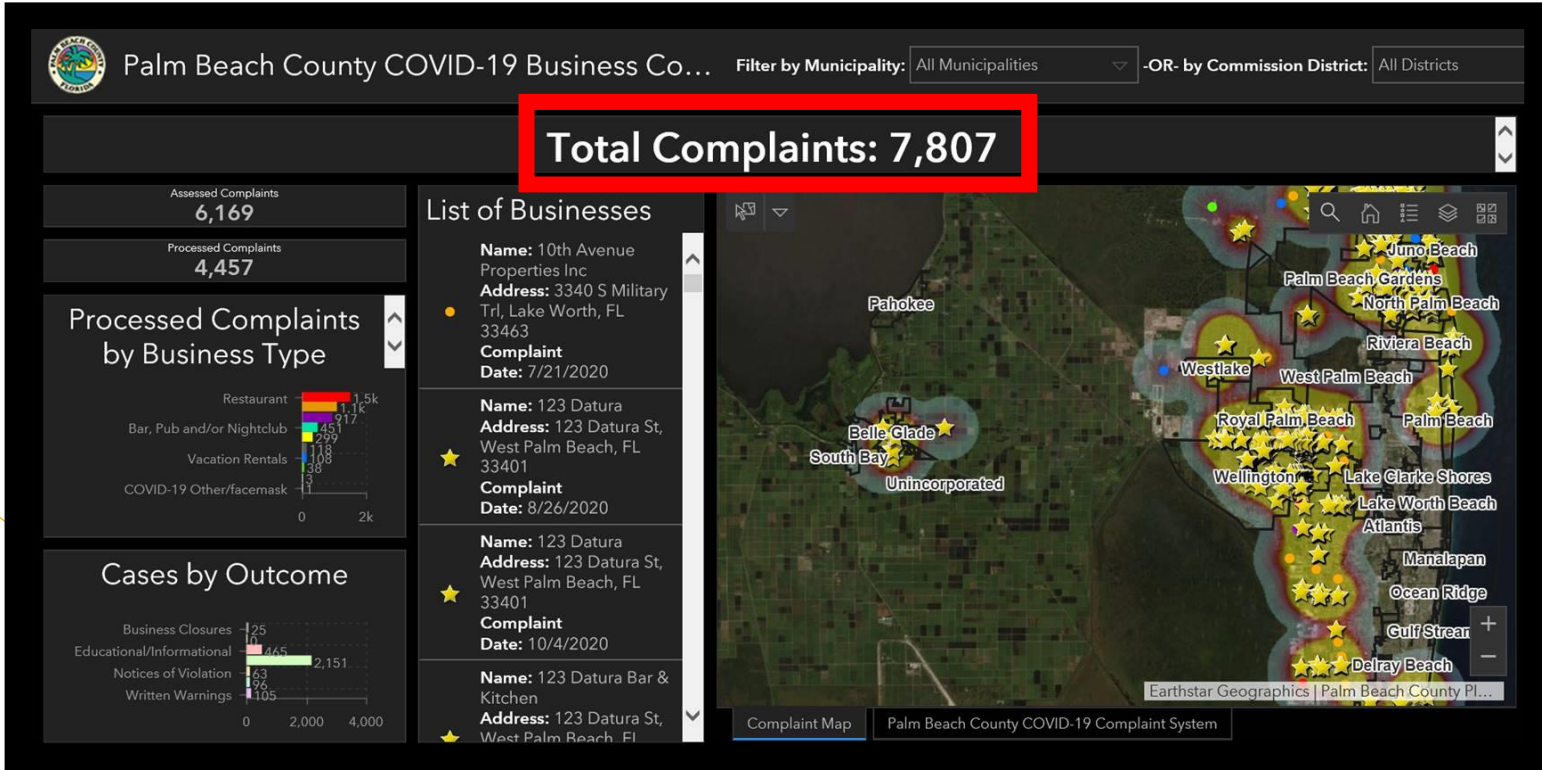 PALM BEACH COUNTY
FLORIDA
Palm Beach County COVID-19 Business Co...
Filter by Municipality:
All Municipalities
-OR- by Commission District:
All Districts
Total Complaints: 7,807
Assessed Complaints
6,169
Processed Complaints
4,457
Processed Complaints
by Business Type
Restaurant
1.5k
1.1k
917
Bar, Pub and/or Nightclub
451
299
118
Vacation Rentals
108
38
3
COVID-19 Other/facemask
1
0
2k
Cases by Outcome
Business Closures
25
0
Educational/Informational
465
2,151
Notices of Violation
63
96
Written Warnings
105
0
2,000
4,000
List of Businesses
Name: 10th Avenue
Properties Inc
Address: 3340 S Military
Trl, Lake Worth, FL
33463
Complaint
Date: 7/21/2020
Name: 123 Datura
Address: 123 Datura St,
West Palm Beach, FL
33401
Complaint
Date: 8/26/2020
Name: 123 Datura
Address: 123 Datura St,
West Palm Beach, FL
33401
Complaint
Date: 10/4/2020
Name: 123 Datura Bar &
Kitchen
Address: 123 Datura St,
West Palm Beach, FL
Juno Beach
Palm Beach Gardens
North Palm Beach
Pahokee
Riviera Beach
Westlake
West Palm Beach
Royal Palm Beach
Palm Beach
Belle Glade
South Bay
Unincorporated
Wellington
Lake Clarke Shores
Lake Worth Beach
Atlantis
Manalapan
Ocean Ridge
Gulf Strear
Delray Beach
Earthstar Geographics | Palm Beach County Pl...
Complaint Map
Palm Beach County COVID-19 Complaint System